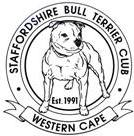 STAFFORDSHIRE BULL TERRIER CLUB
Est. 1991
WESTERN CAPE